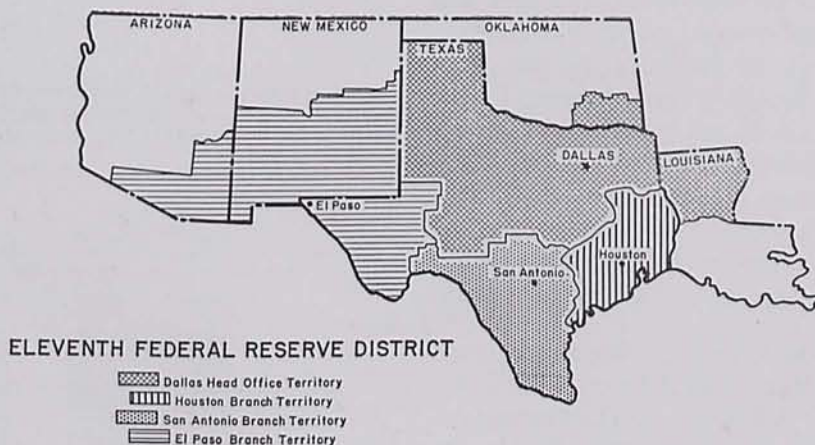 ARIZONA
NEW MEXICO
OKLAHOMA
TEXAS
DALLAS
LOUISIANA
El Paso
Houston
San Antonio
ELEVENTH FEDERAL RESERVE DISTRICT
Dallas Head Office Territory
Houston Branch Territory
San Antonio Branch Territory
El Paso Branch Territory